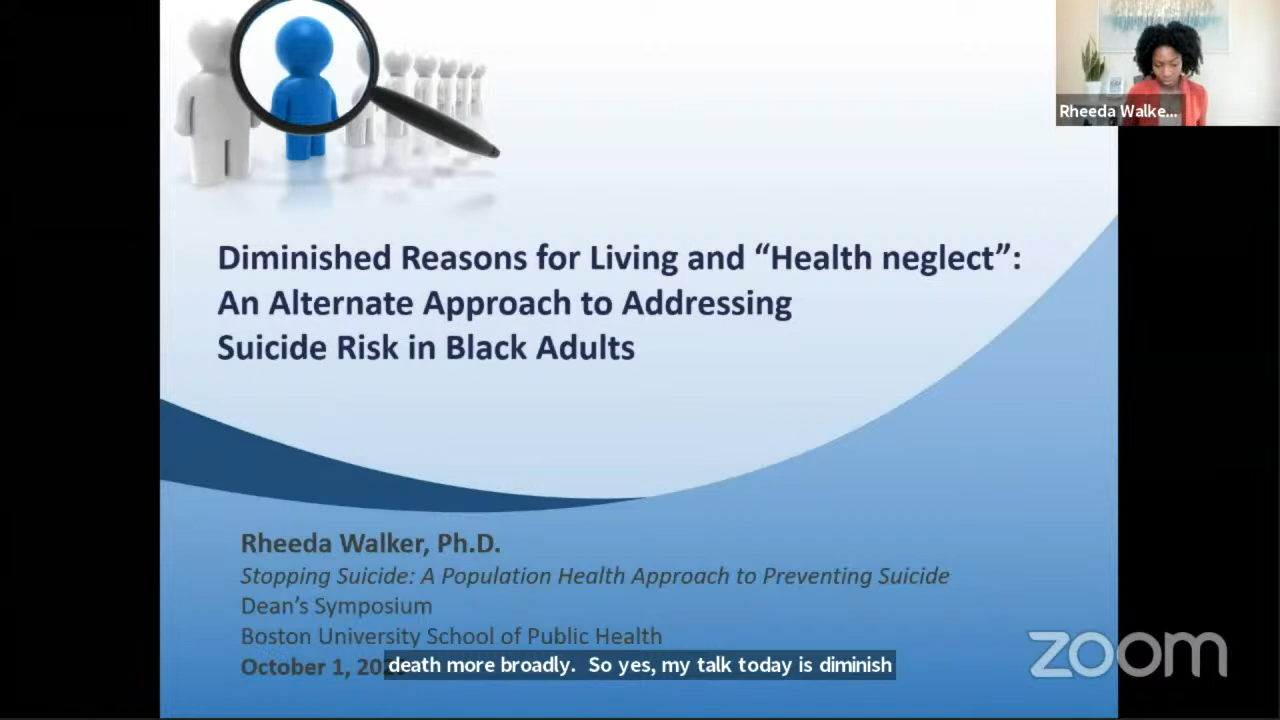 Rheeda Walke...
Diminished Reasons for Living and “Health neglect”:
An Alternate Approach to Addressing
Suicide Risk in Black Adults
Rheeda Walker, Ph.D.
Stopping Suicide: A Population Health Approach to Preventing Suicide
Dean’s Symposium
Boston University School of Public Health
October 1,
death more broadly.  So yes, my talk today is diminish
zoom